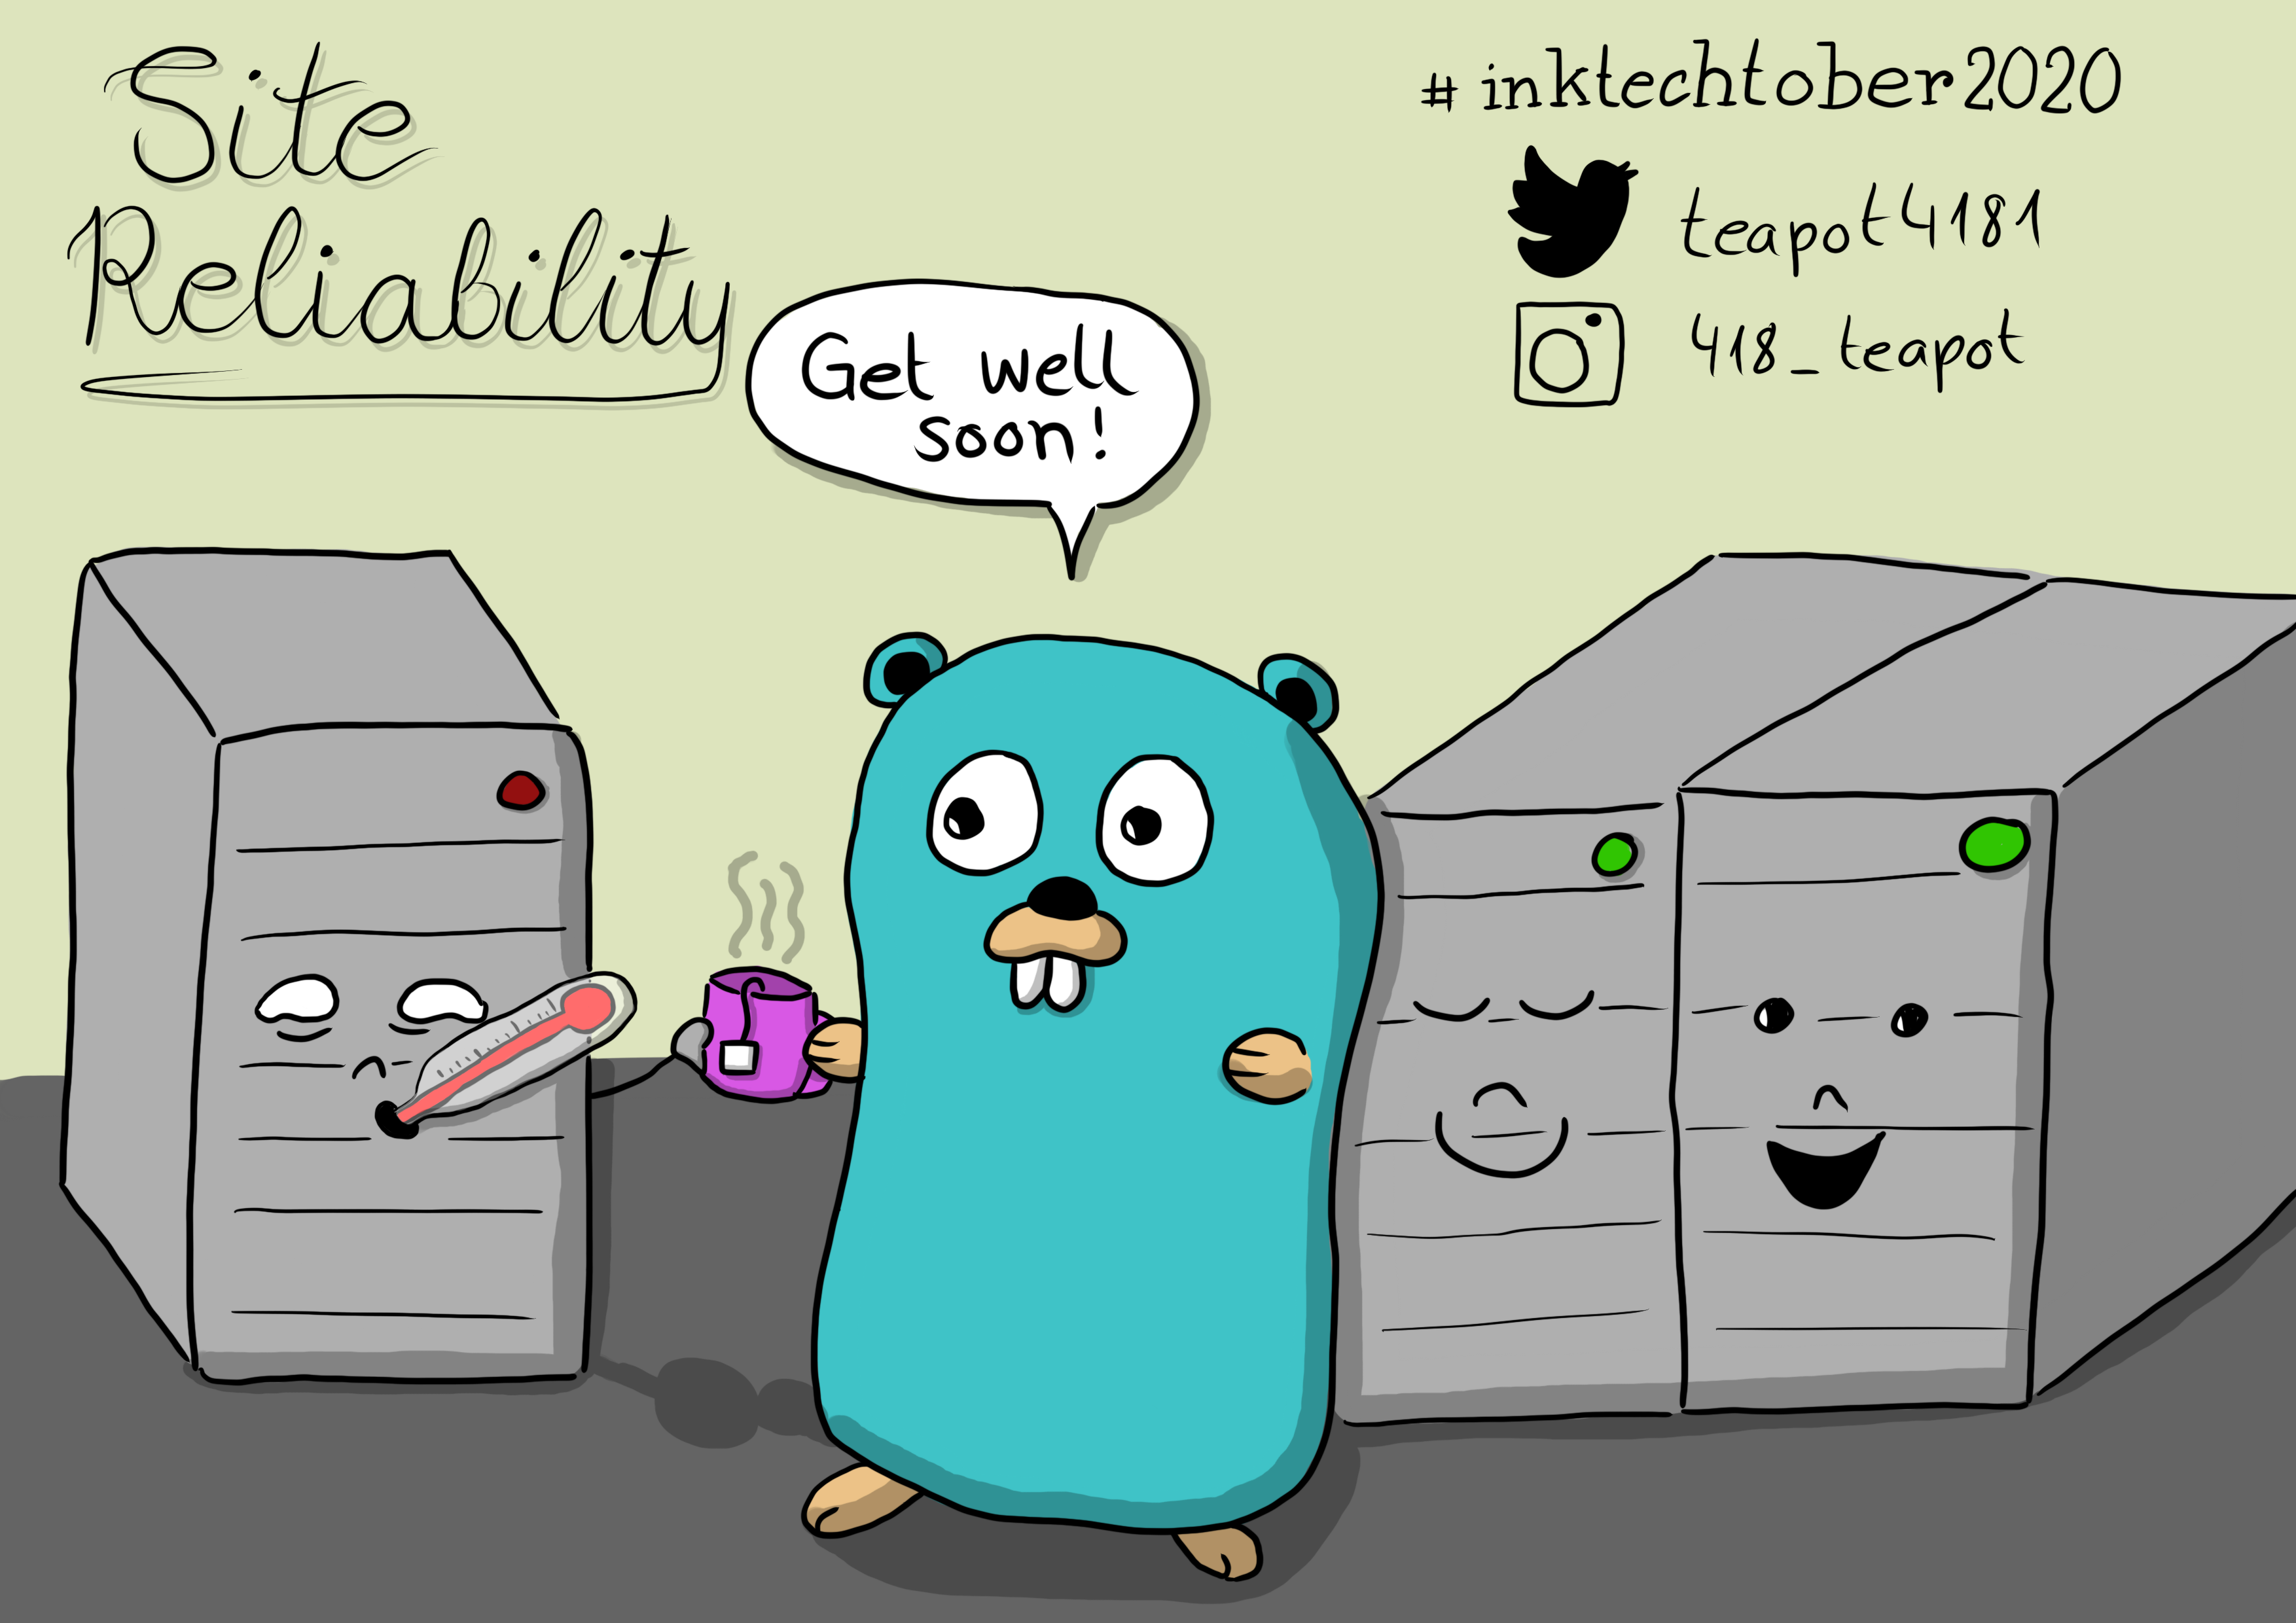 Site
Reliability
#inktechtober2020
teapot4181
418_teapot
Get well
soon!